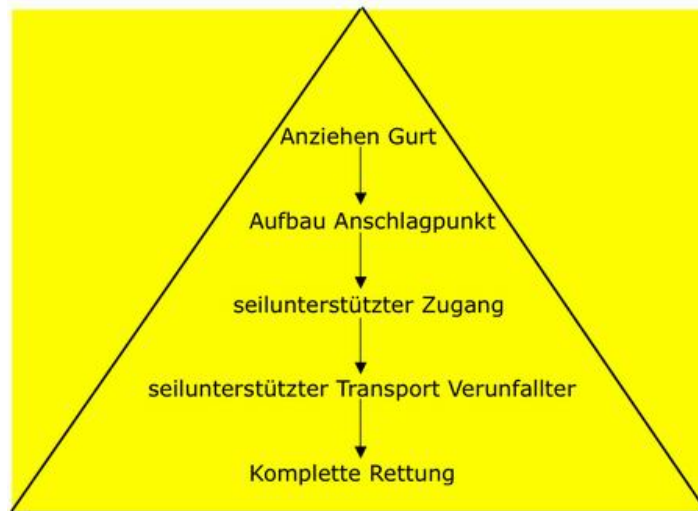 Anziehen Gurt
Aufbau Anschlagpunkt
seilunterstützter Zugang
seilunterstützter Transport Verunfallter
Komplette Rettung